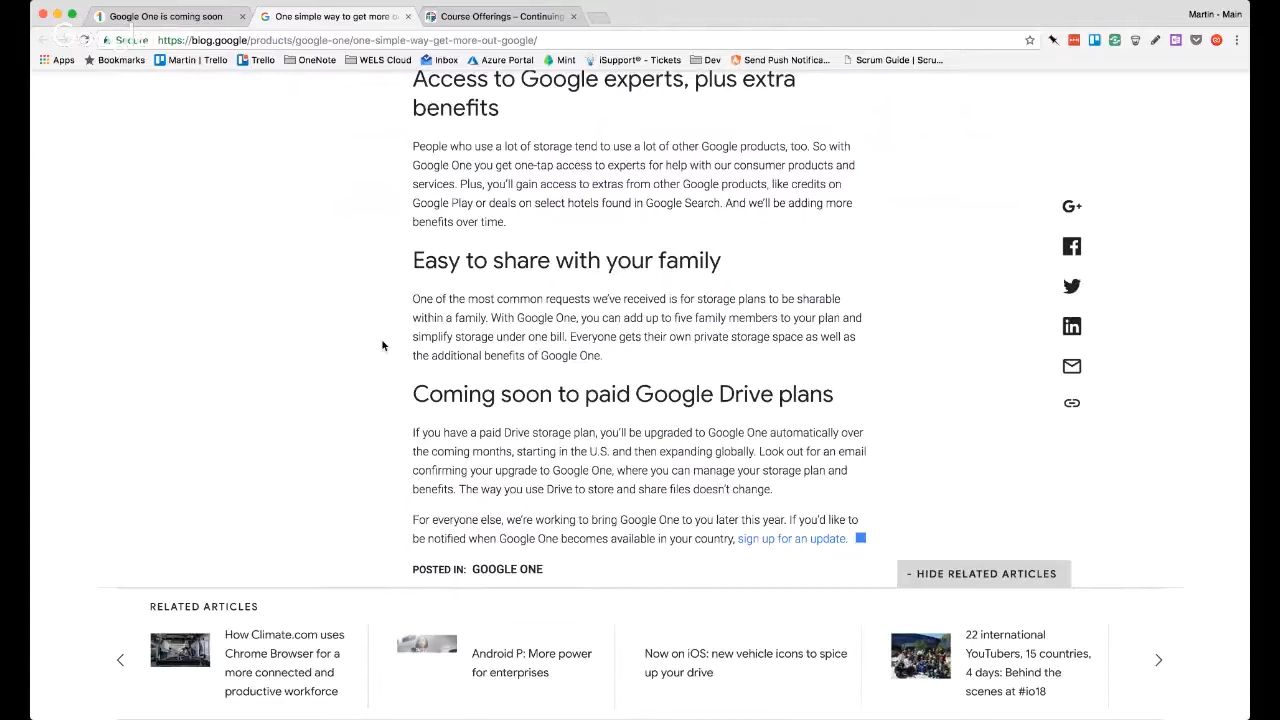 Google One is coming soon
One simple way to get more o
Course Offerings – Continuing
Martin - Main
Secure
https://blog.google/products/google-one/one-simple-way-get-more-out-google/
Apps
Bookmarks
Martin | Trello
Trello
OneNote
WELS Cloud
Inbox
Azure Portal
Mint
iSupport® - Tickets
Dev
Send Push Notifica...
Scrum Guide | Scru...
Access to Google experts, plus extra
benefits
People who use a lot of storage tend to use a lot of other Google products, too. So with
Google One you get one-tap access to experts for help with our consumer products and
services. Plus, you’ll gain access to extras from other Google products, like credits on
Google Play or deals on select hotels found in Google Search. And we’ll be adding more
benefits over time.
Easy to share with your family
One of the most common requests we’ve received is for storage plans to be sharable
within a family. With Google One, you can add up to five family members to your plan and
simplify storage under one bill. Everyone gets their own private storage space as well as
the additional benefits of Google One.
Coming soon to paid Google Drive plans
If you have a paid Drive storage plan, you’ll be upgraded to Google One automatically over
the coming months, starting in the U.S. and then expanding globally. Look out for an email
confirming your upgrade to Google One, where you can manage your storage plan and
benefits. The way you use Drive to store and share files doesn’t change.
For everyone else, we’re working to bring Google One to you later this year. If you’d like to
be notified when Google One becomes available in your country, sign up for an update.
POSTED IN: GOOGLE ONE
- HIDE RELATED ARTICLES
RELATED ARTICLES
How Climate.com uses
Chrome Browser for a
more connected and
productive workforce
Android P: More power
for enterprises
Now on iOS: new vehicle icons to spice
up your drive
22 international
YouTubers, 15 countries,
4 days: Behind the
scenes at #io18